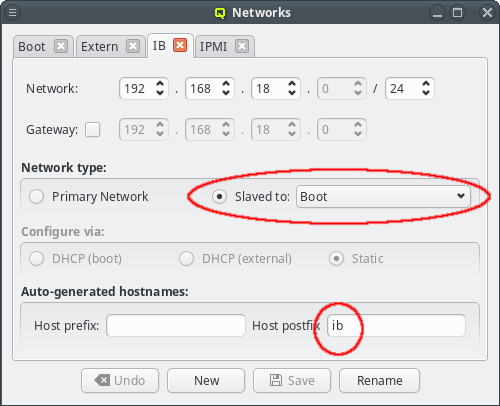 Networks
Boot Extern IB IPMI
Network: 192 . 168 . 18 . 0 / 24
Gateway: 192 . 168 . 18 . 0
Network type:
Primary Network Slaved to: Boot
Configure via:
DHCP (boot) DHCP (external) Static
Auto-generated hostnames:
Host prefix: Host postfix ib
Undo New Save Rename